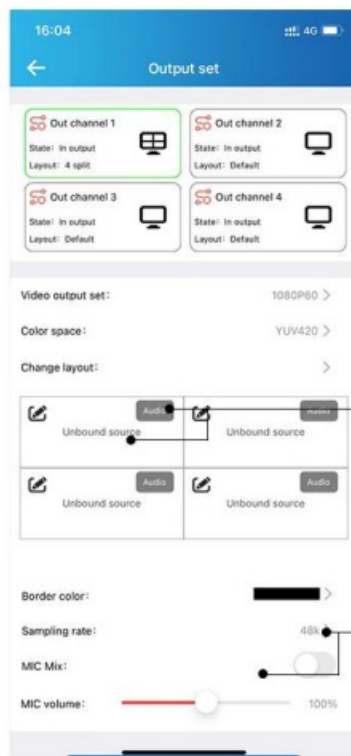 16:04 4G
Output set
Out channel 1 Out channel 2
State: In output State: In output
Layout: 4 split Layout: Default
Out channel 3 Out channel 4
State: In output State: In output
Layout: Default Layout: Default
Video output set: 1080P60 >
Color space: YUV420 >
Change layout: >
Audio Audio
Unbound source Unbound source
Audio Audio
Unbound source Unbound source
Border color: >
Sampling rate: 48k >
MIC Mix:
MIC volume: 100%